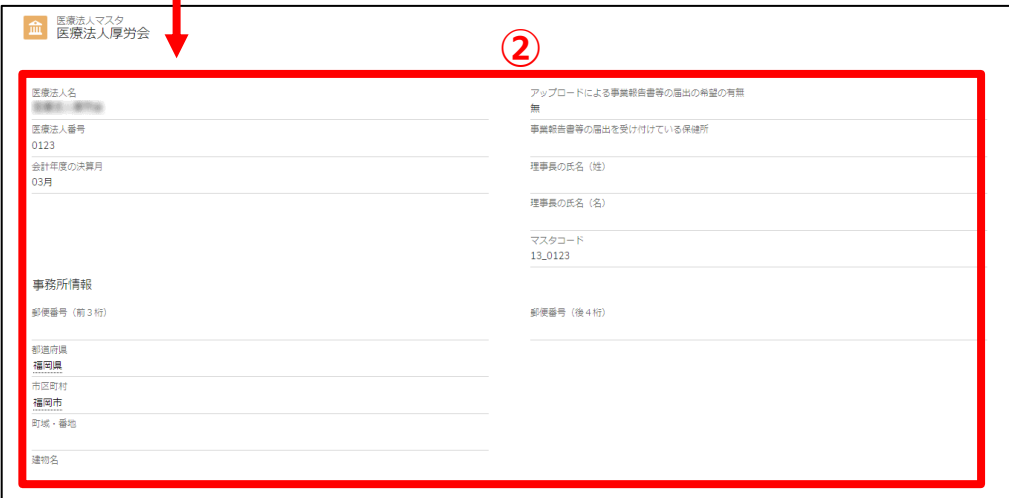 医療法人マスタ
医療法人厚労会
②
医療法人名
アップロードによる事業報告書等の届出の希望の有無
無
医療法人番号
0123
事業報告書等の届出を受け付けている保健所
会計年度の決算月
03月
理事長の氏名（姓）
理事長の氏名（名）
マスタコード
13_0123
事務所情報
郵便番号（前３桁）
郵便番号（後４桁）
都道府県
福岡県
市区町村
福岡市
町域・番地
建物名